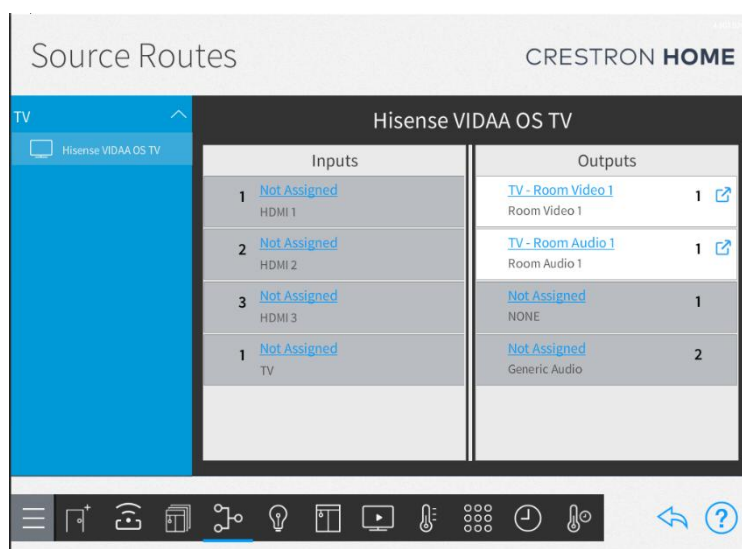 Source Routes
CRESTRON HOME
TV
Hisense VIDAA OS TV
Hisense VIDAA OS TV
Inputs
1 Not Assigned
HDMI 1
2 Not Assigned
HDMI 2
3 Not Assigned
HDMI 3
1 Not Assigned
TV
Outputs
TV - Room Video 1 1
Room Video 1
TV - Room Audio 1 1
Room Audio 1
Not Assigned 1
NONE
Not Assigned 2
Generic Audio
?